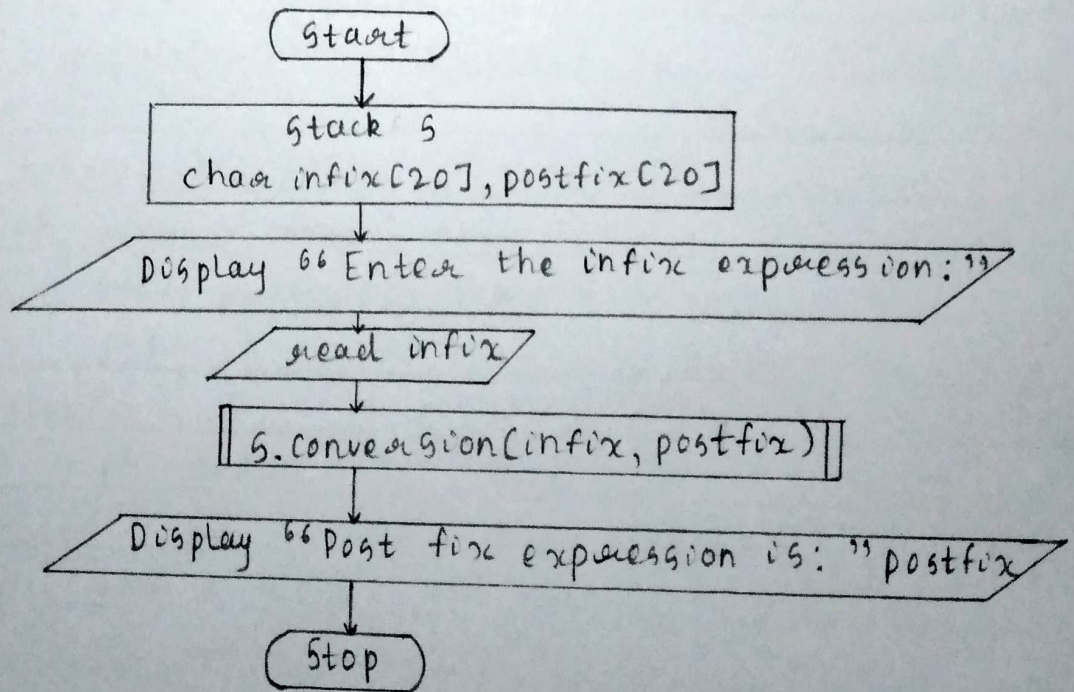 Start
Stack S
char infix[20], postfix[20]
Display "Enter the infix expression:"
read infix
S.conversion(infix, postfix)
Display "Post fix expression is:" postfix
Stop